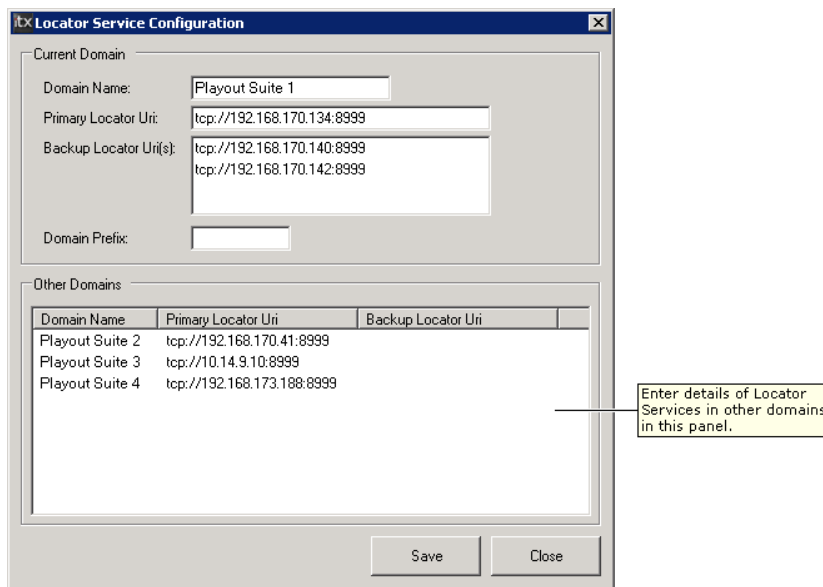 itx Locator Service Configuration
Current Domain
Domain Name: Playout Suite 1
Primary Locator Uri: tcp://192.168.170.134:8999
Backup Locator Uri(s): tcp://192.168.170.140:8999
tcp://192.168.170.142:8999
Domain Prefix:
Other Domains
Domain Name Primary Locator Uri Backup Locator Uri
Playout Suite 2 tcp://192.168.170.41:8999
Playout Suite 3 tcp://10.14.9.10:8999
Playout Suite 4 tcp://192.168.173.188:8999
Enter details of Locator
Services in other domains
in this panel.
Save Close